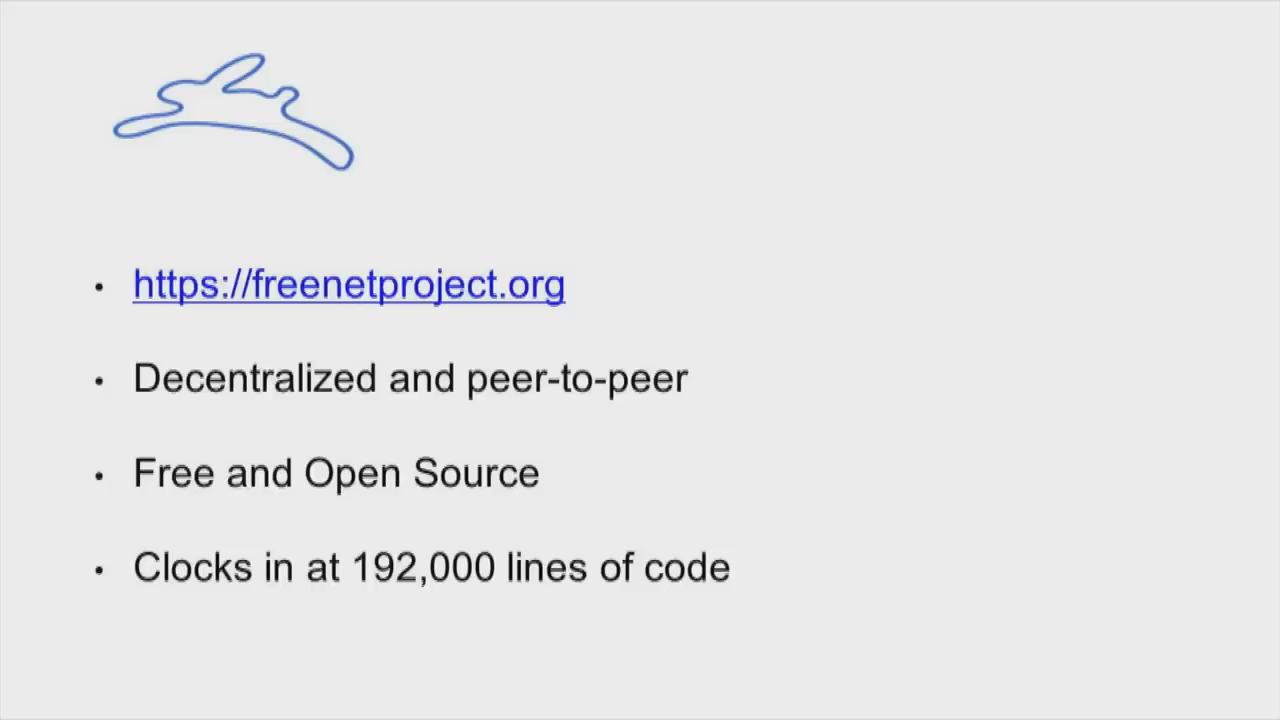 • https://freenetproject.org
• Decentralized and peer-to-peer
• Free and Open Source
• Clocks in at 192,000 lines of code